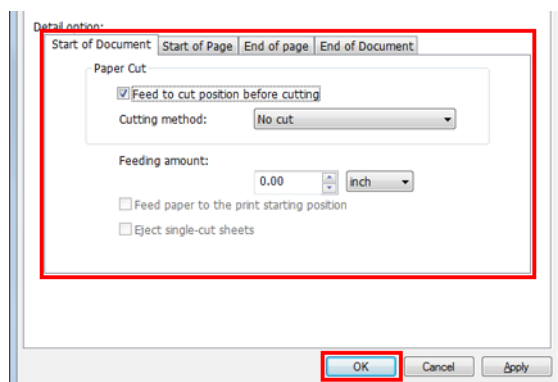 Detail option:
Start of Document Start of Page End of page End of Document
Paper Cut
Feed to cut position before cutting
Cutting method: No cut
Feeding amount:
0.00 inch
Feed paper to the print starting position
Eject single-cut sheets
OK Cancel Apply